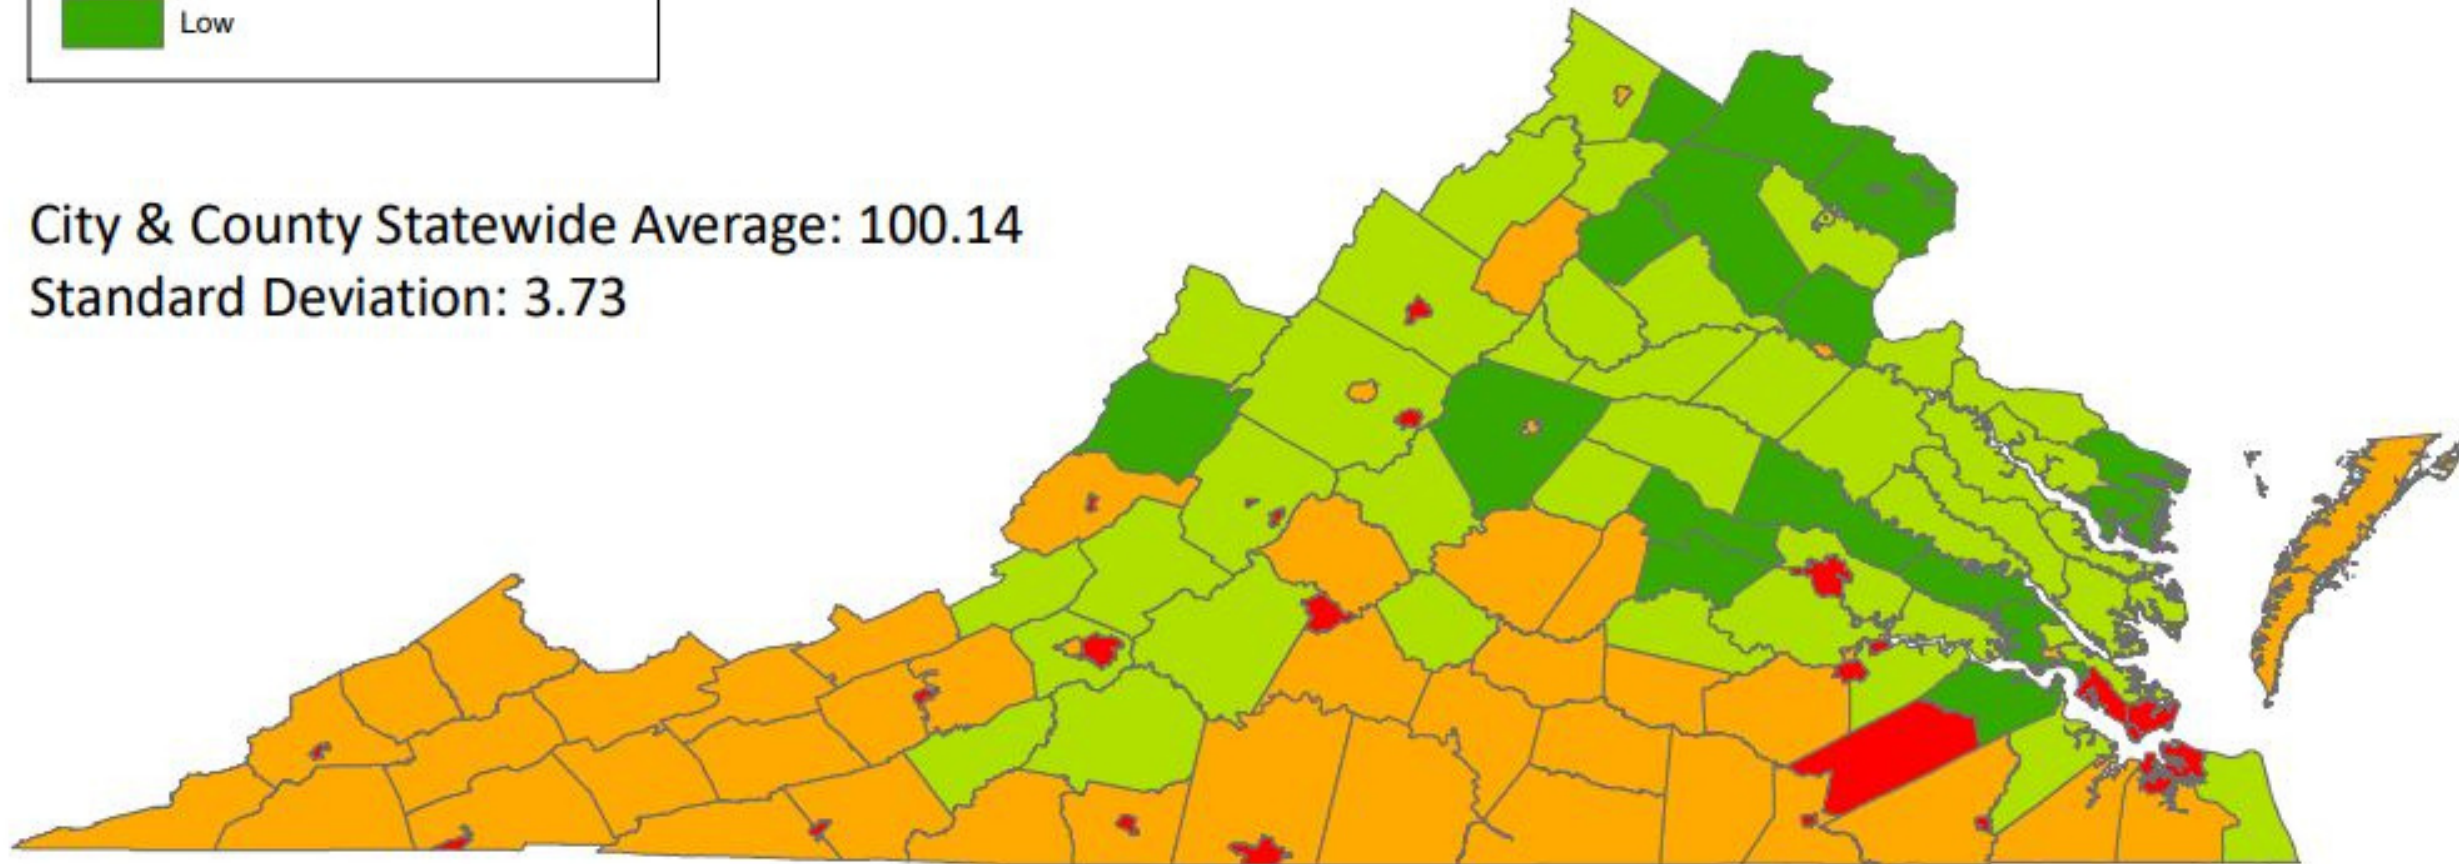 Low
City & County Statewide Average: 100.14
Standard Deviation: 3.73